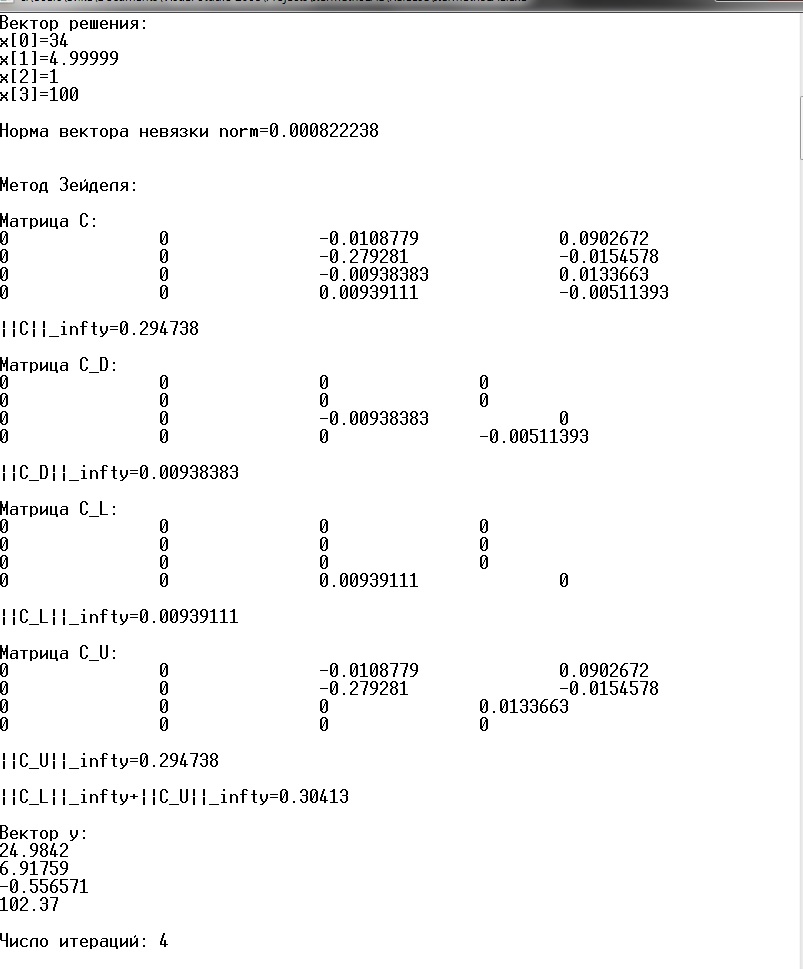 Вектор решения:
x[0]=34
x[1]=4.99999
x[2]=1
x[3]=100
Норма вектора невязки norm=0.000822238
Метод Зейделя:
Матрица C:
0 0 -0.0108779 0.0902672
0 0 -0.279281 -0.0154578
0 0 -0.00938383 0.0133663
0 0 0.00939111 -0.00511393
||C||_infty=0.294738
Матрица C_D:
0 0 0 0
0 0 0 0
0 0 -0.00938383 0
0 0 0 -0.00511393
||C_D||_infty=0.00938383
Матрица C_L:
0 0 0 0
0 0 0 0
0 0 0 0
0 0 0.00939111 0
||C_L||_infty=0.00939111
Матрица C_U:
0 0 -0.0108779 0.0902672
0 0 -0.279281 -0.0154578
0 0 0 0.0133663
0 0 0 0
||C_U||_infty=0.294738
||C_L||_infty+||C_U||_infty=0.30413
Вектор y:
24.9842
6.91759
-0.556571
102.37
Число итераций: 4